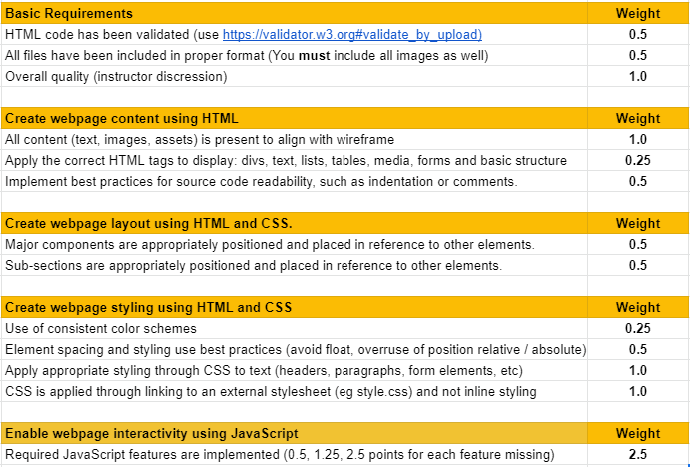 Basic Requirements Weight
HTML code has been validated (use https://validator.w3.org#validate_by_upload) 0.5
All files have been included in proper format (You must include all images as well) 0.5
Overall quality (instructor discression) 1.0
Create webpage content using HTML Weight
All content (text, images, assets) is present to align with wireframe 1.0
Apply the correct HTML tags to display: divs, text, lists, tables, media, forms and basic structure 0.25
Implement best practices for source code readability, such as indentation or comments. 0.5
Create webpage layout using HTML and CSS. Weight
Major components are appropriately positioned and placed in reference to other elements. 0.5
Sub-sections are appropriately positioned and placed in reference to other elements. 0.5
Create webpage styling using HTML and CSS Weight
Use of consistent color schemes 0.25
Element spacing and styling use best practices (avoid float, overruse of position relative / absolute) 0.5
Apply appropriate styling through CSS to text (headers, paragraphs, form elements, etc) 1.0
CSS is applied through linking to an external stylesheet (eg style.css) and not inline styling 1.0
Enable webpage interactivity using JavaScript Weight
Required JavaScript features are implemented (0.5, 1.25, 2.5 points for each feature missing) 2.5